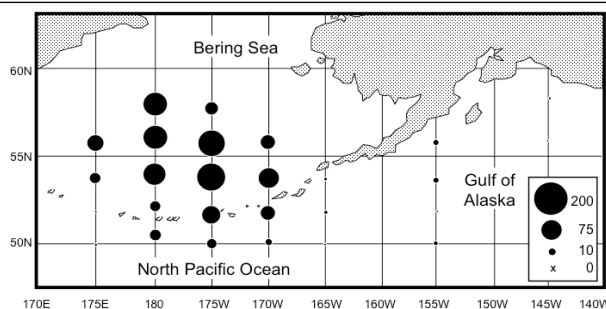 Bering Sea
60N
55N
Gulf of
Alaska
200
75
10
x 0
50N
North Pacific Ocean
170E 175E 180 175W 170W 165W 160W 155W 150W 145W 140W